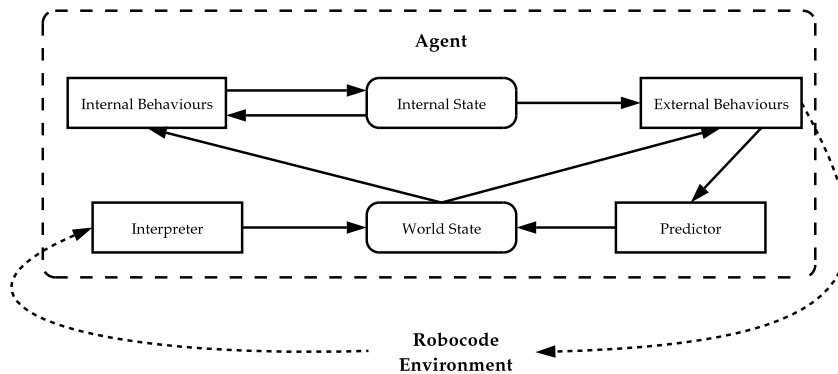 Agent
Internal Behaviours
Internal State
External Behaviours
Interpreter
World State
Predictor
Robocode
Environment